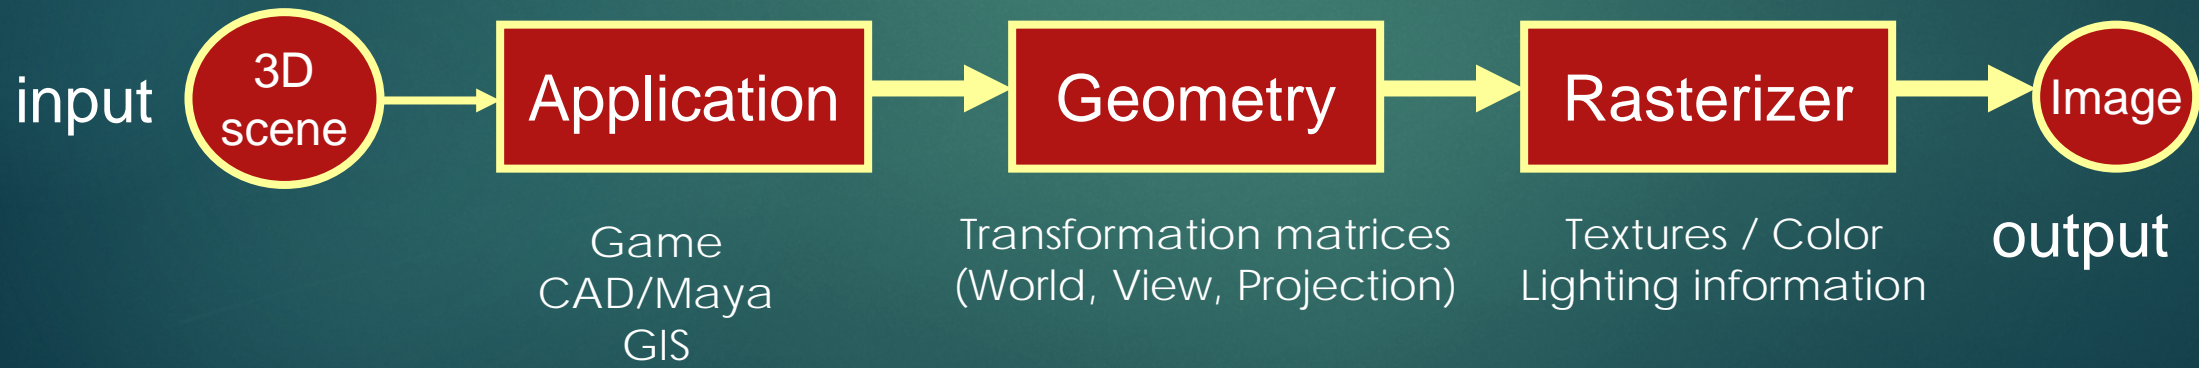 input
3D
scene
Application
Geometry
Rasterizer
Image
output
Game
CAD/Maya
GIS
Transformation matrices
(World, View, Projection)
Textures / Color
Lighting information